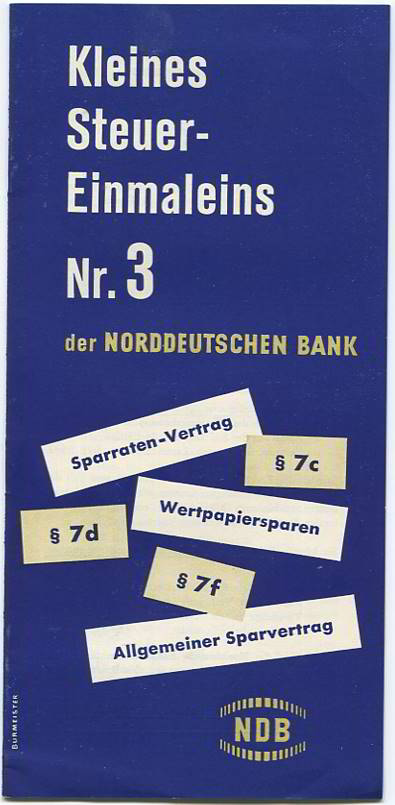 Kleines
Steuer-
Einmaleins
Nr. 3
der NORDDEUTSCHEN BANK
Sparraten-Vertrag
§ 7c
Wertpapiersparen
§ 7d
§ 7f
Allgemeiner Sparvertrag
NDB
BURMEISTER